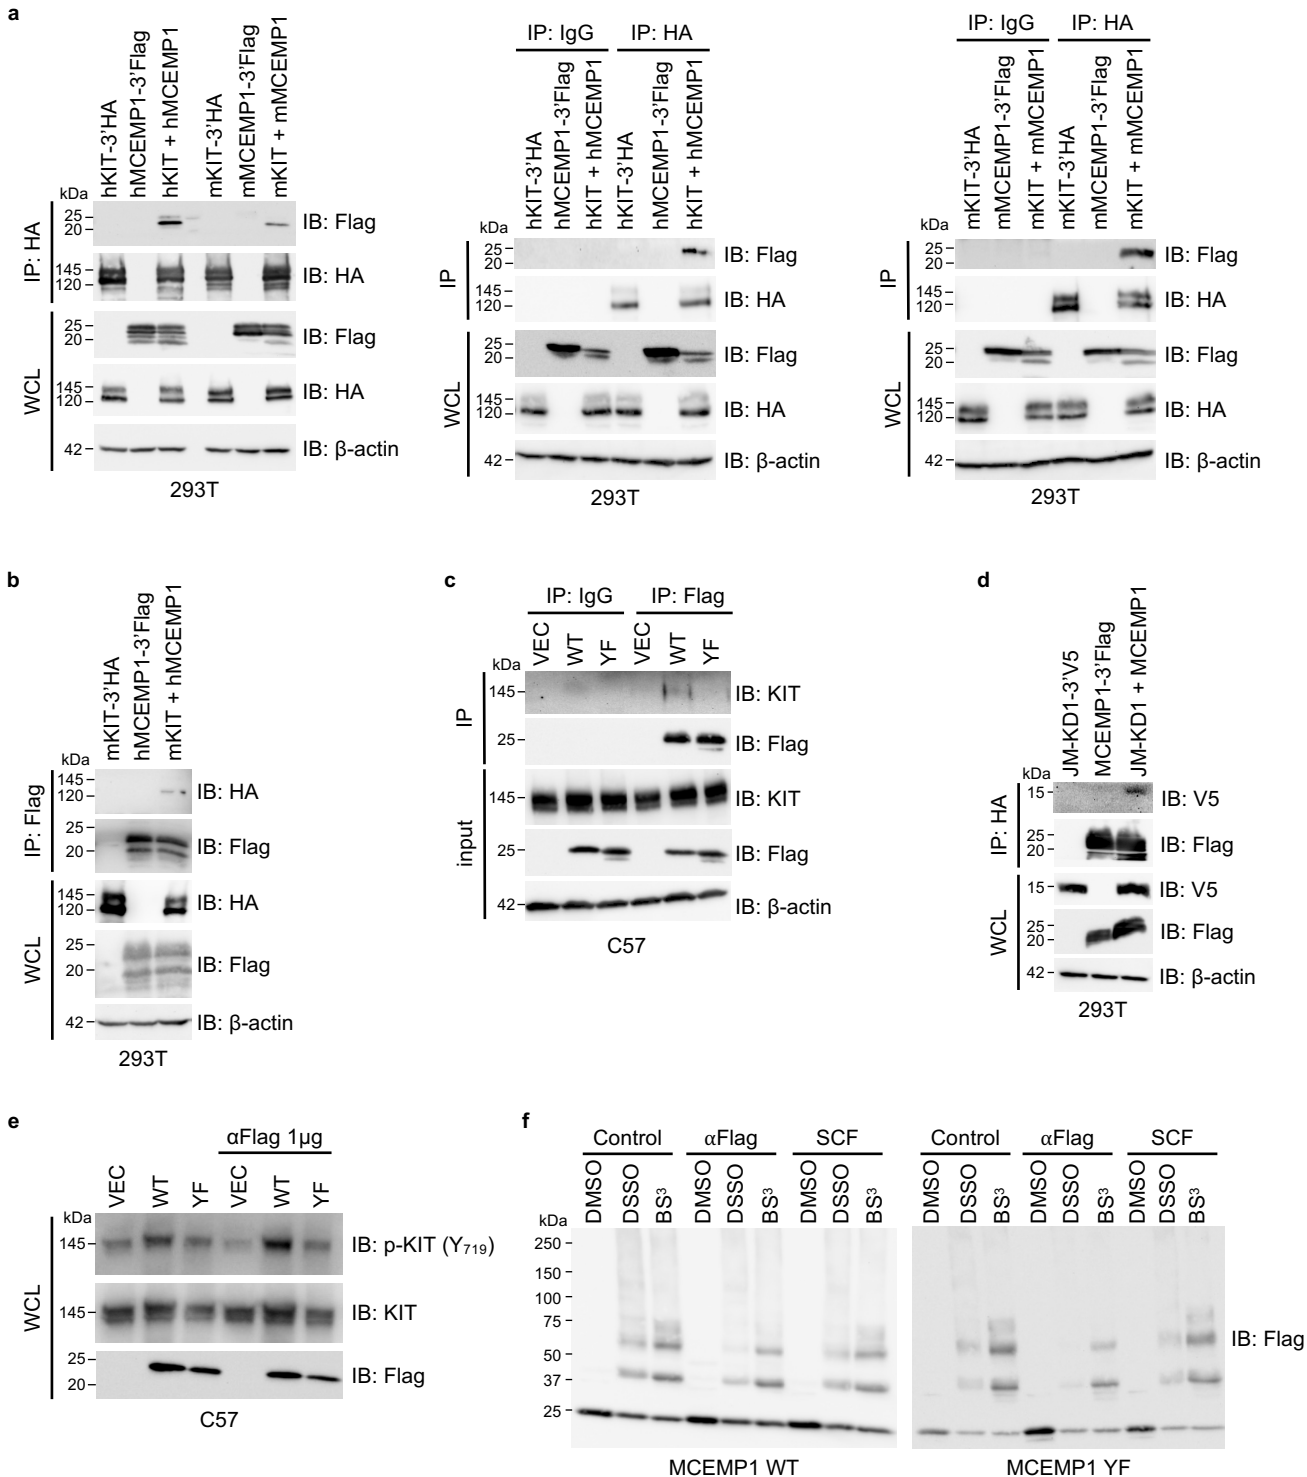 a
hKIT-3'HA
hMCEMP1-3'Flag
hKIT + hMCEMP1
mKIT-3'HA
mMCEMP1-3'Flag
mKIT + mMCEMP1
kDa
IP: HA
25
20
IB: Flag
145
120
IB: HA
WCL
25
20
IB: Flag
145
120
IB: HA
42
IB: β-actin
293T
IP: IgG
IP: HA
hKIT-3'HA
hMCEMP1-3'Flag
hKIT + hMCEMP1
hKIT-3'HA
hMCEMP1-3'Flag
hKIT + hMCEMP1
kDa
IP
25
20
IB: Flag
145
120
IB: HA
WCL
25
20
IB: Flag
145
120
IB: HA
42
IB: β-actin
293T
IP: IgG
IP: HA
mKIT-3'HA
mMCEMP1-3'Flag
mKIT + mMCEMP1
mKIT-3'HA
mMCEMP1-3'Flag
mKIT + mMCEMP1
kDa
IP
25
20
IB: Flag
145
120
IB: HA
WCL
25
20
IB: Flag
145
120
IB: HA
42
IB: β-actin
293T
b
mKIT-3'HA
hMCEMP1-3'Flag
mKIT + hMCEMP1
kDa
IP: Flag
145
120
IB: HA
25
20
IB: Flag
WCL
145
120
IB: HA
25
20
IB: Flag
42
IB: β-actin
293T
c
IP: IgG
IP: Flag
VEC
WT
YF
VEC
WT
YF
kDa
IP
145
IB: KIT
25
IB: Flag
input
145
IB: KIT
25
IB: Flag
42
IB: β-actin
C57
d
JM-KD1-3'V5
MCEMP1-3'Flag
JM-KD1 + MCEMP1
kDa
IP: HA
15
IB: V5
25
20
IB: Flag
WCL
15
IB: V5
25
20
IB: Flag
42
IB: β-actin
293T
e
αFlag 1μg
VEC
WT
YF
VEC
WT
YF
kDa
WCL
145
IB: p-KIT (Y₇₁₉)
145
IB: KIT
25
20
IB: Flag
C57
f
Control
αFlag
SCF
DMSO
DSSO
BS³
DMSO
DSSO
BS³
DMSO
DSSO
BS³
kDa
250
150
100
75
50
37
25
MCEMP1 WT
Control
αFlag
SCF
DMSO
DSSO
BS³
DMSO
DSSO
BS³
DMSO
DSSO
BS³
IB: Flag
MCEMP1 YF